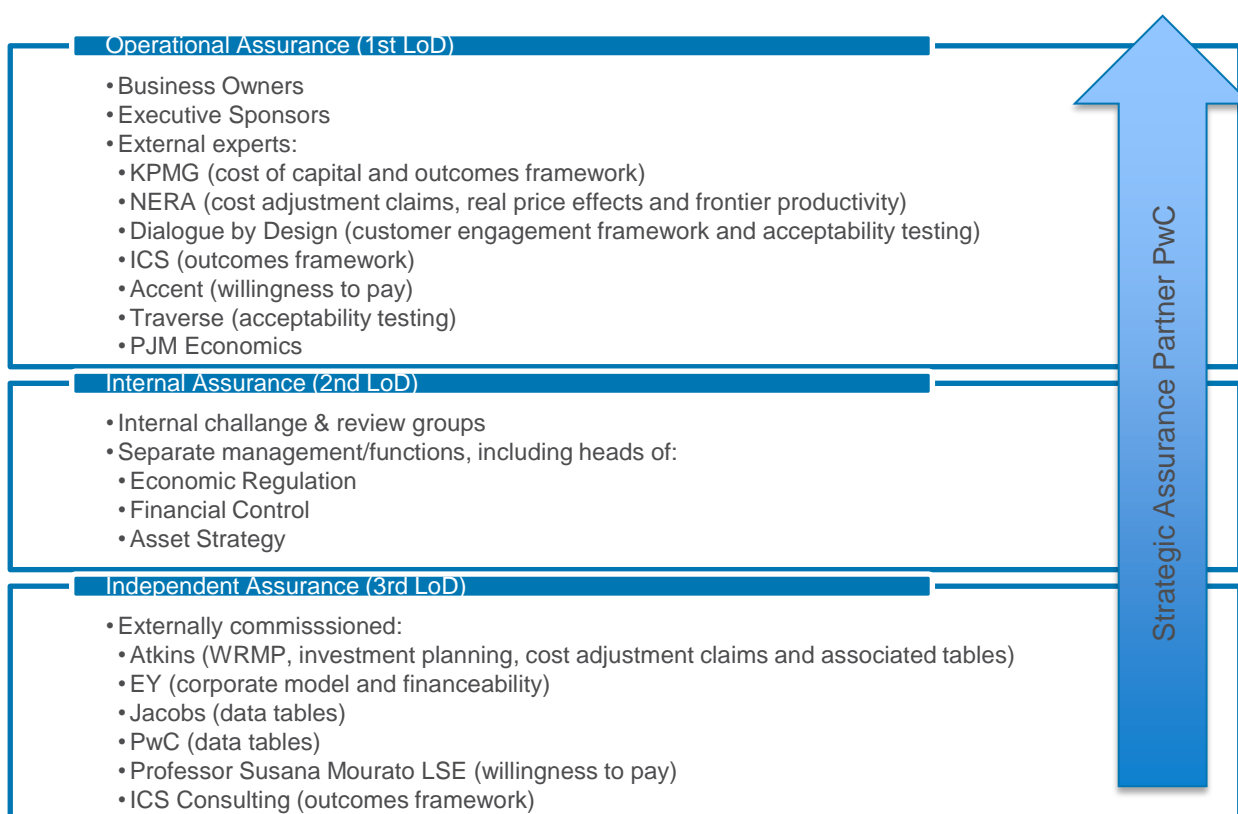 Operational Assurance (1st LoD)
•Business Owners
•Executive Sponsors
•External experts:
•KPMG (cost of capital and outcomes framework)
•NERA (cost adjustment claims, real price effects and frontier productivity)
•Dialogue by Design (customer engagement framework and acceptability testing)
•ICS (outcomes framework)
•Accent (willingness to pay)
•Traverse (acceptability testing)
•PJM Economics
Internal Assurance (2nd LoD)
•Internal challange & review groups
•Separate management/functions, including heads of:
•Economic Regulation
•Financial Control
•Asset Strategy
Independent Assurance (3rd LoD)
•Externally commisssioned:
•Atkins (WRMP, investment planning, cost adjustment claims and associated tables)
•EY (corporate model and financeability)
•Jacobs (data tables)
•PwC (data tables)
•Professor Susana Mourato LSE (willingness to pay)
•ICS Consulting (outcomes framework)
Strategic Assurance Partner PwC